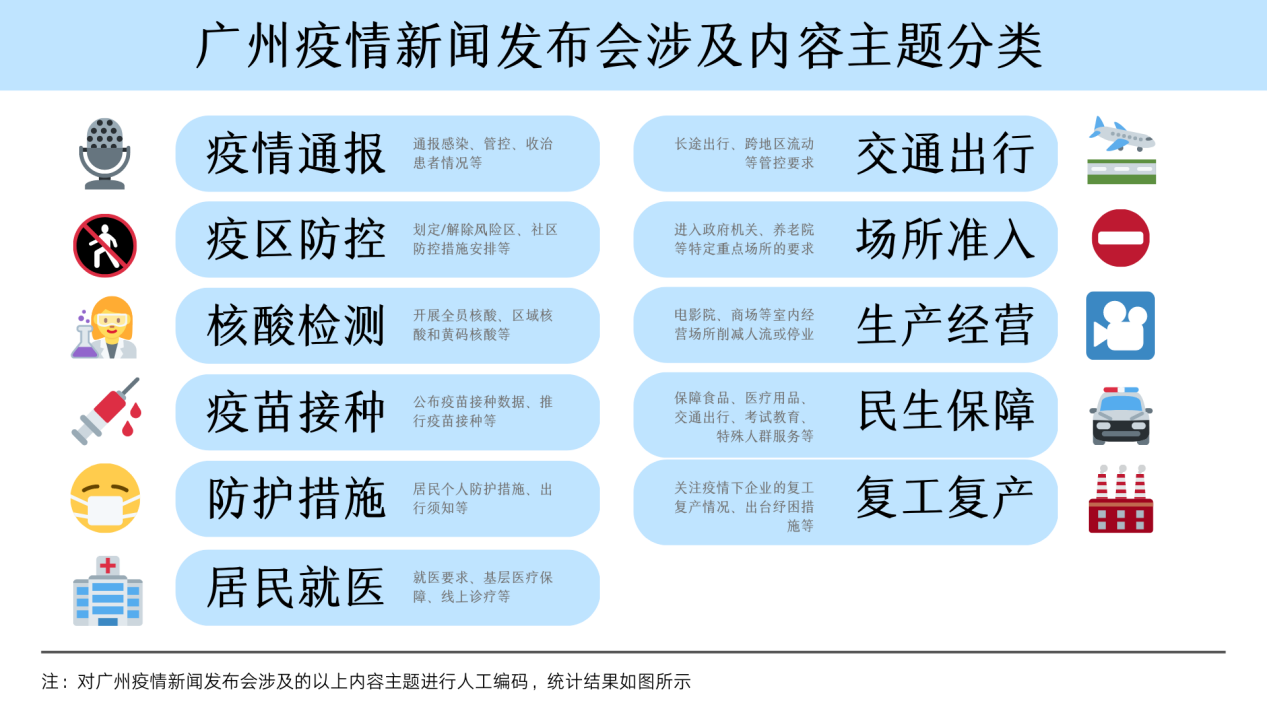 广州疫情新闻发布会涉及内容主题分类
疫情通报
通报感染、管控、收治
患者情况等
疫区防控
划定/解除风险区、社区
防控措施安排等
核酸检测
开展全员核酸、区域核
酸和黄码核酸等
疫苗接种
公布疫苗接种数据、推
行疫苗接种等
防护措施
居民个人防护措施、出
行须知等
居民就医
就医要求、基层医疗保
障、线上诊疗等
长途出行、跨地区流动
等管控要求
交通出行
进入政府机关、养老院
等特定重点场所的要求
场所准入
电影院、商场等室内经
营场所削减人流或停业
生产经营
保障食品、医疗用品、
交通出行、考试教育、
特殊人群服务等
民生保障
关注疫情下企业的复工
复产情况、出台纾困措
施等
复工复产
注：对广州疫情新闻发布会涉及的以上内容主题进行人工编码，统计结果如图所示